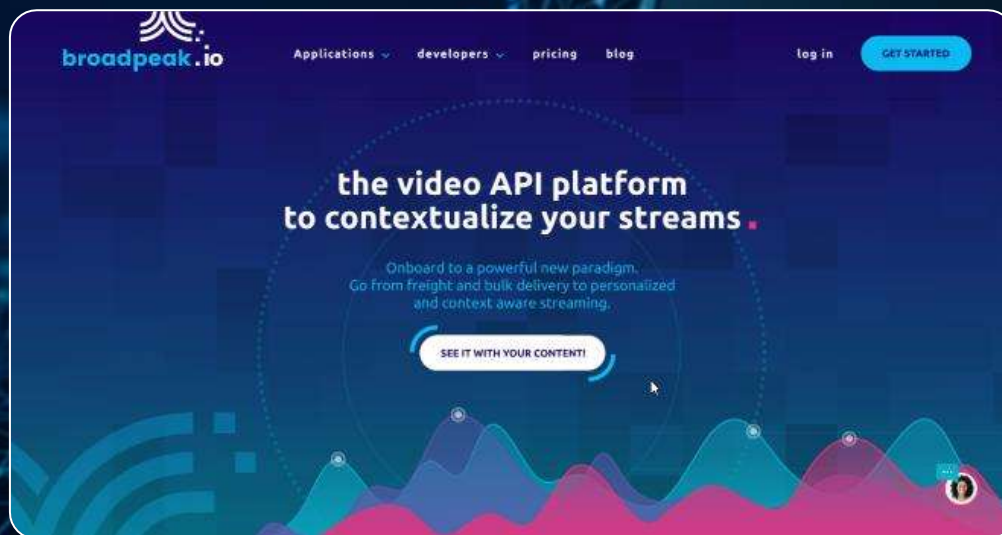 broadpeak.io
Applications developers pricing blog log in GET STARTED
the video API platform
to contextualize your streams.
Onboard to a powerful new paradigm.
Go from freight and bulk delivery to personalized
and context aware streaming.
SEE IT WITH YOUR CONTENT!